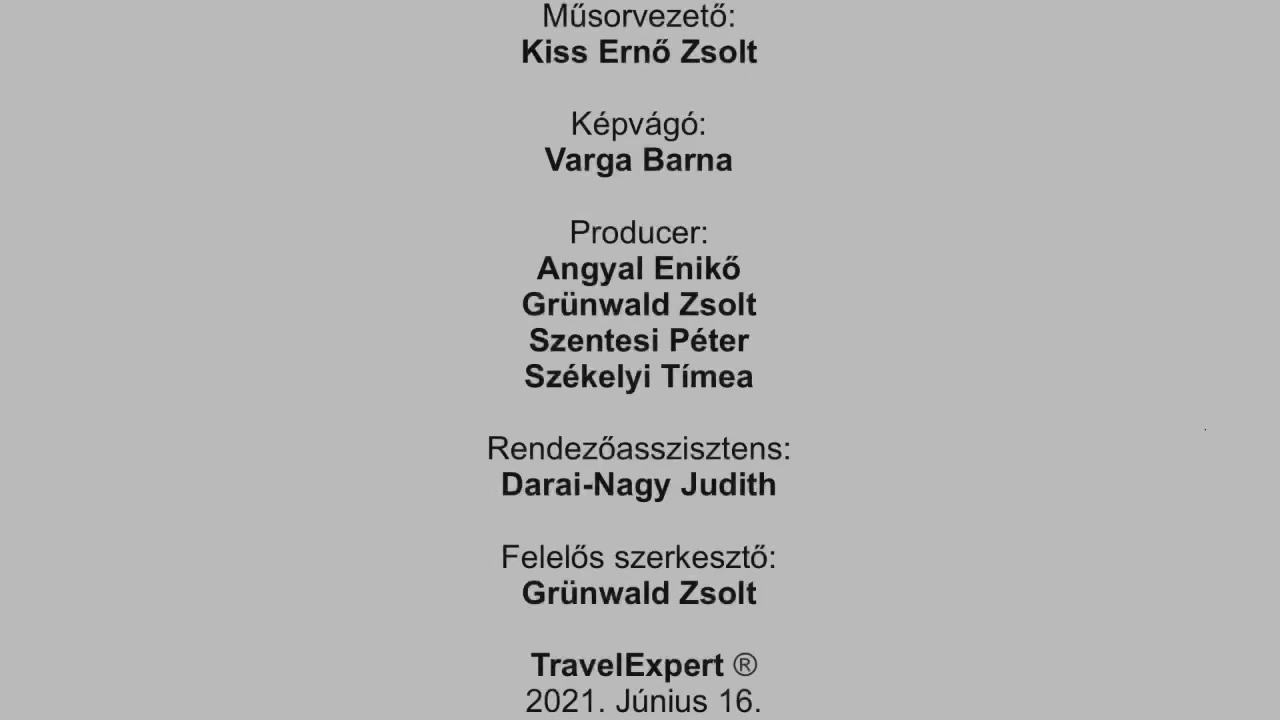 Műsorvezető:
Kiss Ernő Zsolt
Képvágó:
Varga Barna
Producer:
Angyal Enikő
Grünwald Zsolt
Szentesi Péter
Székelyi Tímea
Rendezőasszisztens:
Darai-Nagy Judith
Felelős szerkesztő:
Grünwald Zsolt
TravelExpert ®
2021. Június 16.